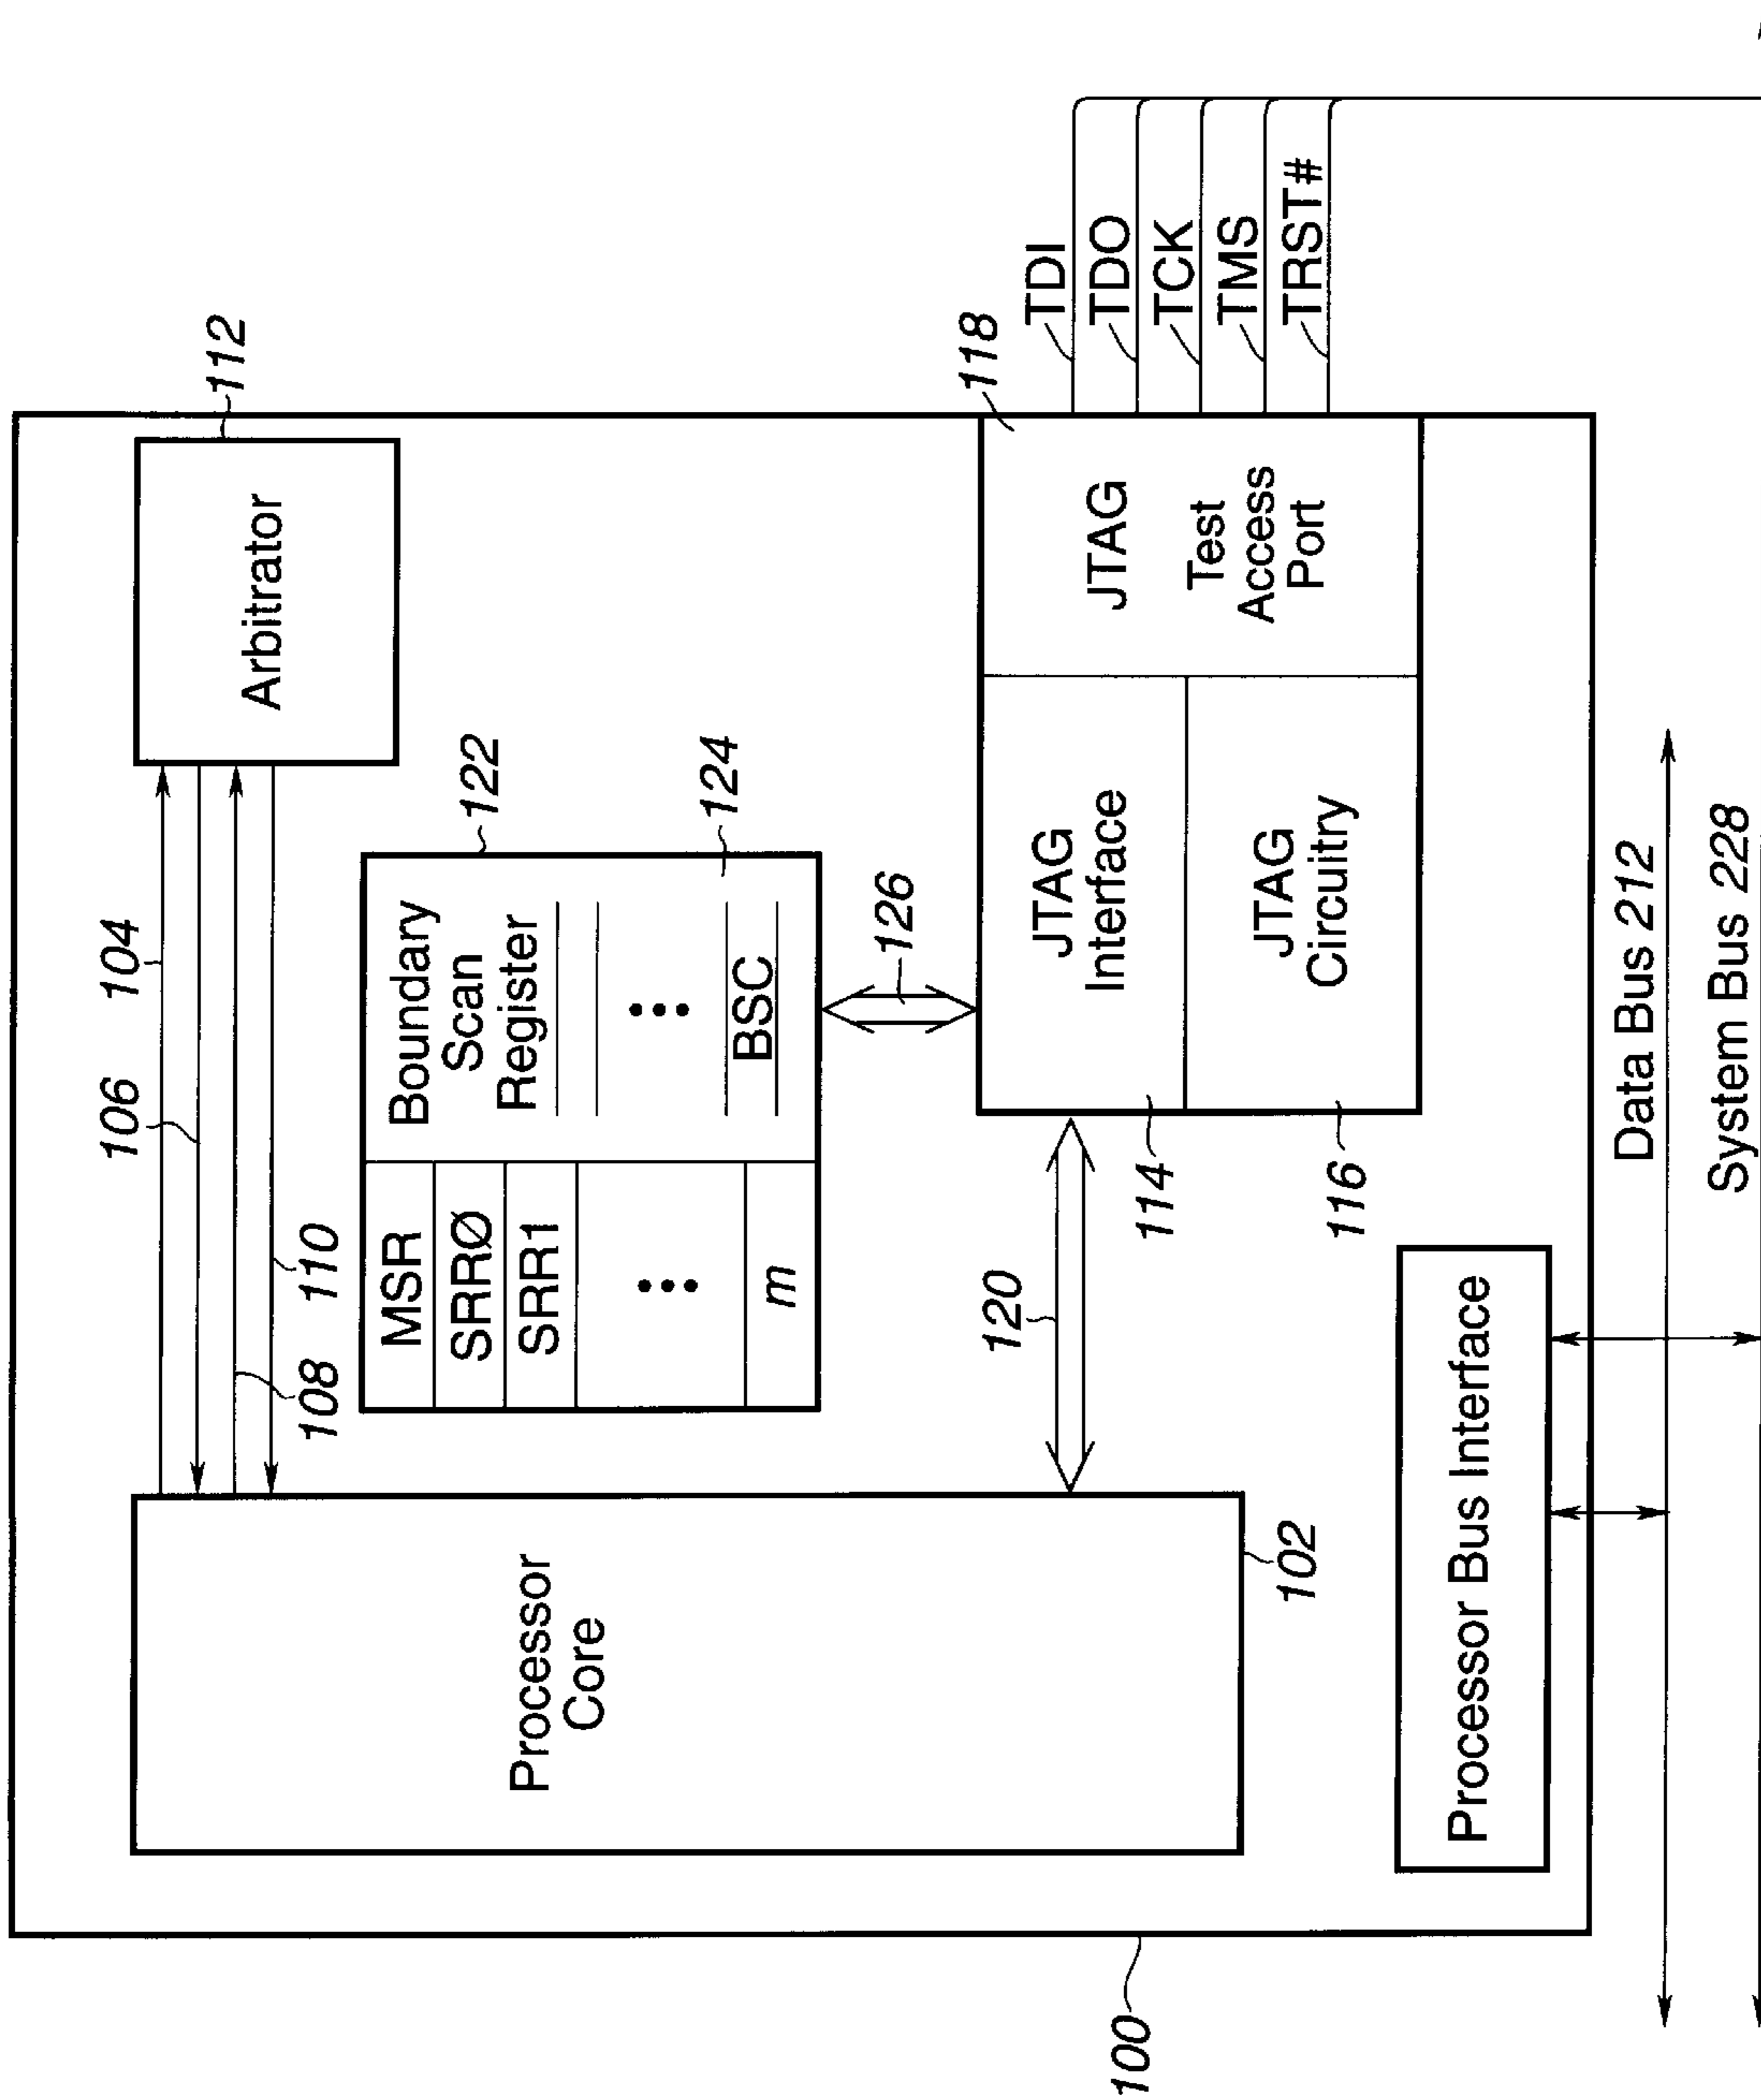 104
106
112
Arbitrator
108
110
Processor
Core
102
MSR
SRRØ
SRR1
m
Boundary
Scan
Register
BSC
122
124
126
120
118
JTAG
Interface
114
JTAG
Circuitry
116
JTAG
Test
Access
Port
TDI
TDO
TCK
TMS
TRST#
Processor Bus Interface
100
Data Bus 212
System Bus 228